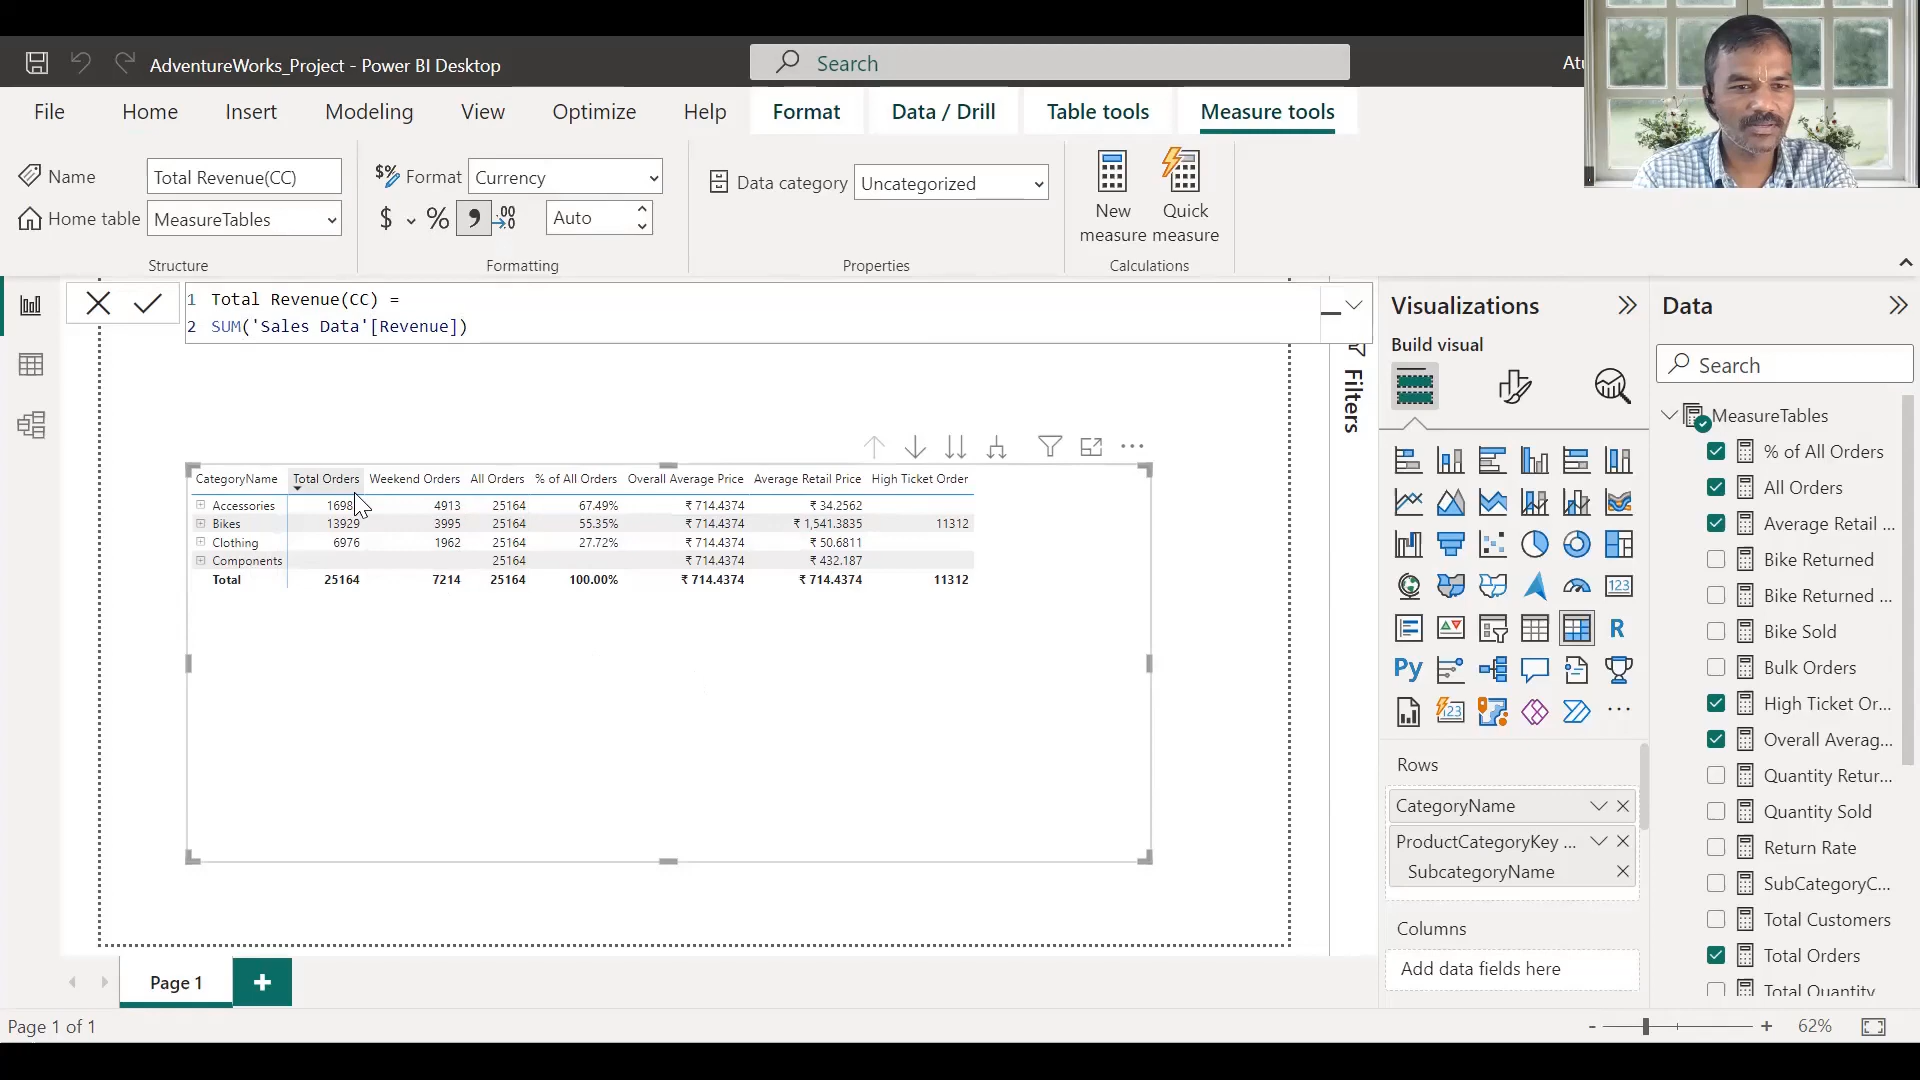 AdventureWorks_Project - Power BI Desktop
Search
File
Home
Insert
Modeling
View
Optimize
Help
Format
Data / Drill
Table tools
Measure tools
Name
Total Revenue(CC)
Home table
MeasureTables
Structure
$% Format
Currency
$ % 9 .00
Auto
Formatting
Data category
Uncategorized
Properties
New measure
Quick measure
Calculations
1 Total Revenue(CC) =
2 SUM('Sales Data'[Revenue])
Filters
CategoryName Total Orders Weekend Orders All Orders % of All Orders Overall Average Price Average Retail Price High Ticket Order
Accessories 4913 25164 67.49% ₹ 714.4374 ₹ 34.2562
Bikes 13929 3995 25164 55.35% ₹ 714.4374 ₹ 1,541.3835 11312
Clothing 6976 1962 25164 27.72% ₹ 714.4374 ₹ 50.6811
Components 25164 ₹ 714.4374 ₹ 432.187
Total 25164 7214 25164 100.00% ₹ 714.4374 ₹ 714.4374 11312
Visualizations
Build visual
123
R
Py
123
Rows
CategoryName
ProductCategoryKey ...
SubcategoryName
Columns
Add data fields here
Data
Search
MeasureTables
% of All Orders
All Orders
Average Retail ...
Bike Returned
Bike Returned ...
Bike Sold
Bulk Orders
High Ticket Or...
Overall Averag...
Quantity Retur...
Quantity Sold
Return Rate
SubCategoryC...
Total Customers
Total Orders
Total Quantity
Page 1
+
Page 1 of 1
- + 62%